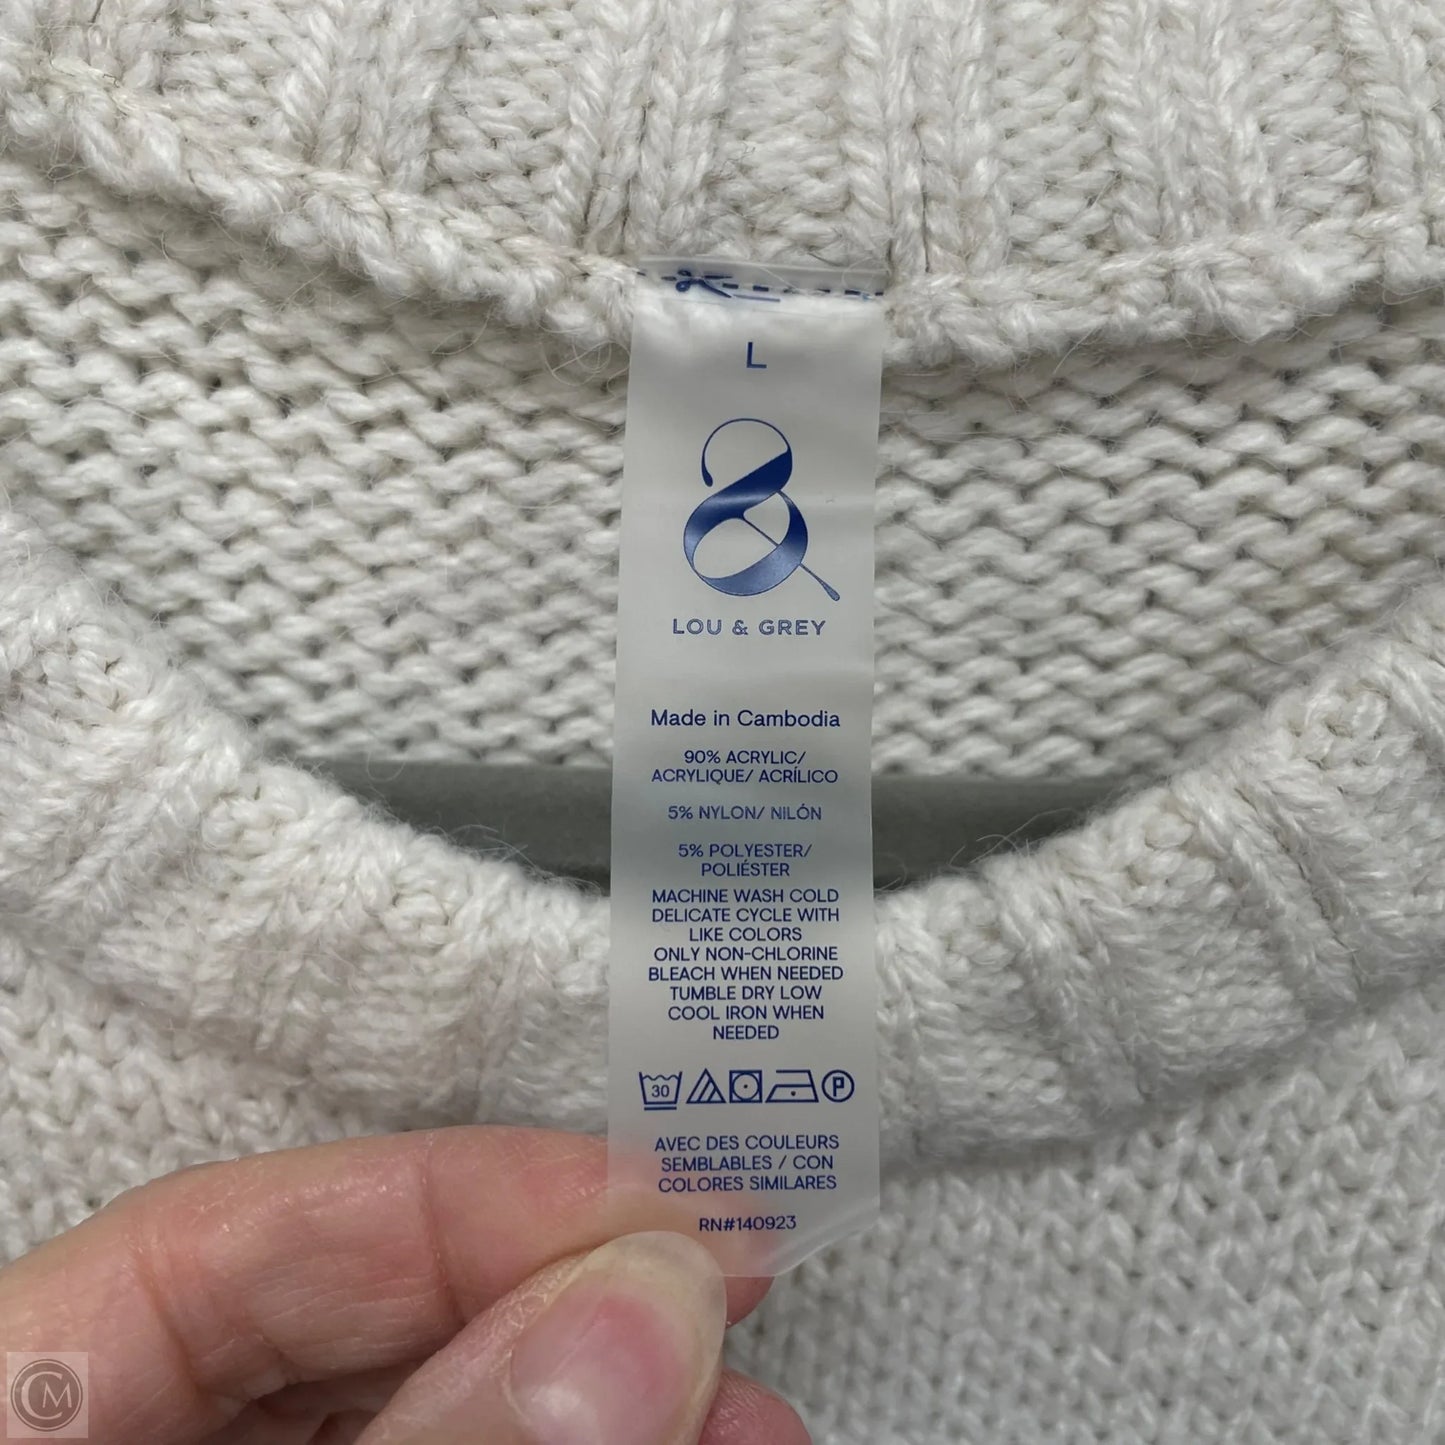 L
&
LOU & GREY
Made in Cambodia
90% ACRYLIC/
ACRYLIQUE/ ACRÍLICO
5% NYLON/ NILÓN
5% POLYESTER/
POLIÉSTER
MACHINE WASH COLD
DELICATE CYCLE WITH
LIKE COLORS
ONLY NON-CHLORINE
BLEACH WHEN NEEDED
TUMBLE DRY LOW
COOL IRON WHEN
NEEDED
30 P
AVEC DES COULEURS
SEMBLABLES / CON
COLORES SIMILARES
RN#140923
CM